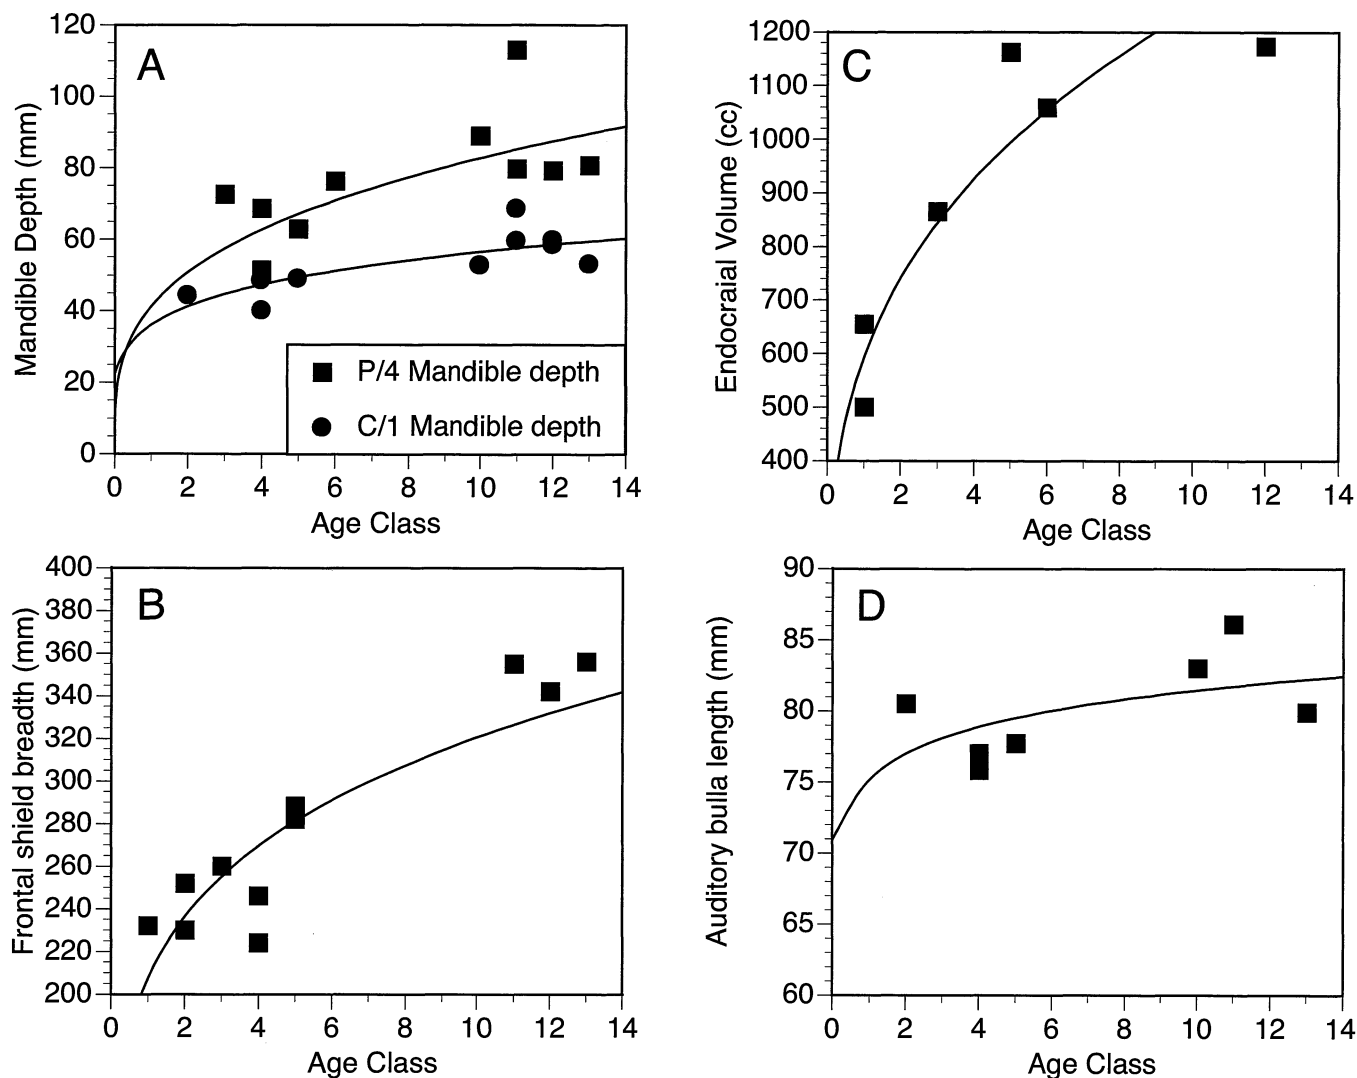 A
120
100
80
60
40
20
0
Mandible Depth (mm)
P/4 Mandible depth
C/1 Mandible depth
0 2 4 6 8 10 12 14
Age Class
C
1200
1100
1000
900
800
700
600
500
400
Endocraial Volume (cc)
0 2 4 6 8 10 12 14
Age Class
B
400
380
360
340
320
300
280
260
240
220
200
Frontal shield breadth (mm)
0 2 4 6 8 10 12 14
Age Class
D
90
85
80
75
70
65
60
Auditory bulla length (mm)
0 2 4 6 8 10 12 14
Age Class